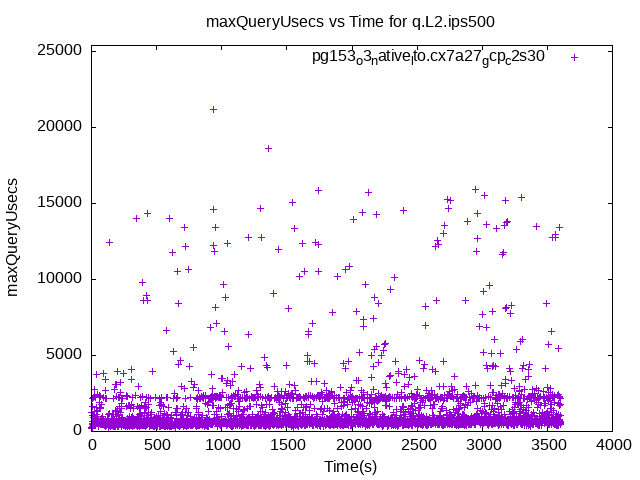 maxQueryUsecs vs Time for q.L2.ips500
pg153o3native_lto.cx7a27gcpc2s30
25000
20000
15000
10000
5000
0
maxQueryUsecs
0 500 1000 1500 2000 2500 3000 3500 4000
Time(s)